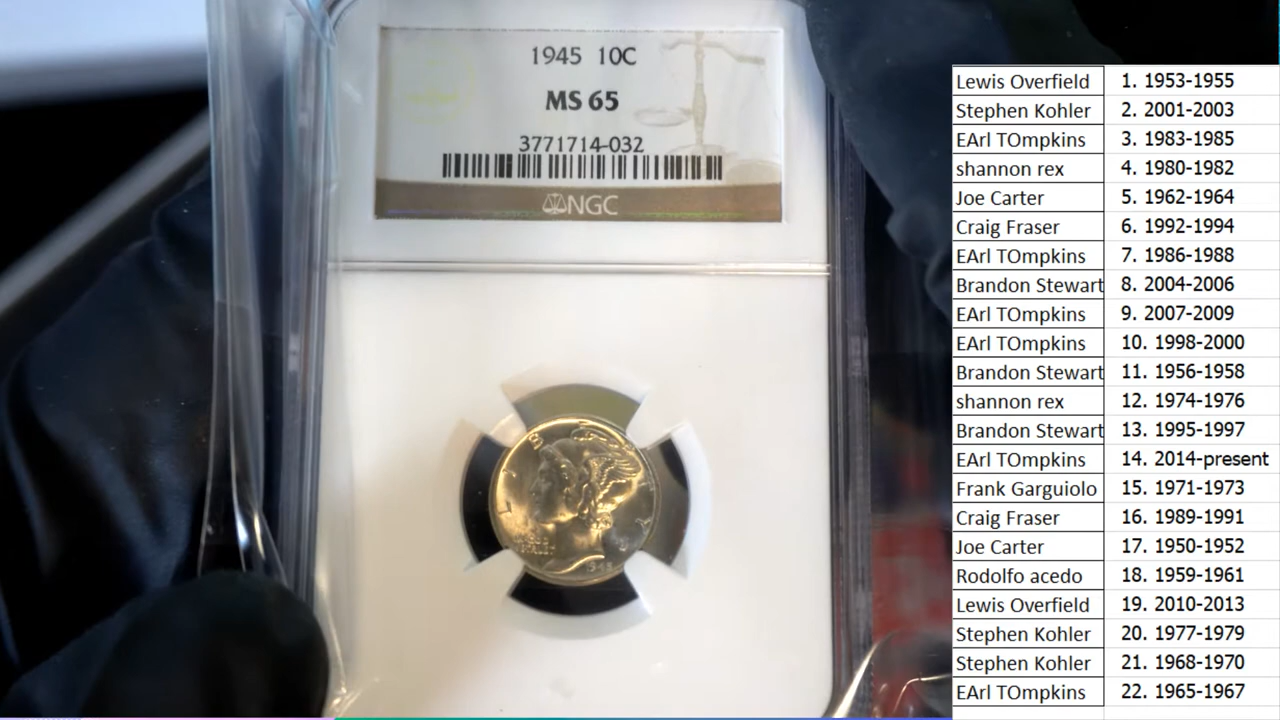 1945 10C
MS 65
3771714-032
NGC
LIB Y
IN GOD
WE TRUST
1945
Lewis Overfield 1. 1953-1955
Stephen Kohler 2. 2001-2003
EArl TOmpkins 3. 1983-1985
shannon rex 4. 1980-1982
Joe Carter 5. 1962-1964
Craig Fraser 6. 1992-1994
EArl TOmpkins 7. 1986-1988
Brandon Stewart 8. 2004-2006
EArl TOmpkins 9. 2007-2009
EArl TOmpkins 10. 1998-2000
Brandon Stewart 11. 1956-1958
shannon rex 12. 1974-1976
Brandon Stewart 13. 1995-1997
EArl TOmpkins 14. 2014-present
Frank Garguiolo 15. 1971-1973
Craig Fraser 16. 1989-1991
Joe Carter 17. 1950-1952
Rodolfo acedo 18. 1959-1961
Lewis Overfield 19. 2010-2013
Stephen Kohler 20. 1977-1979
Stephen Kohler 21. 1968-1970
EArl TOmpkins 22. 1965-1967